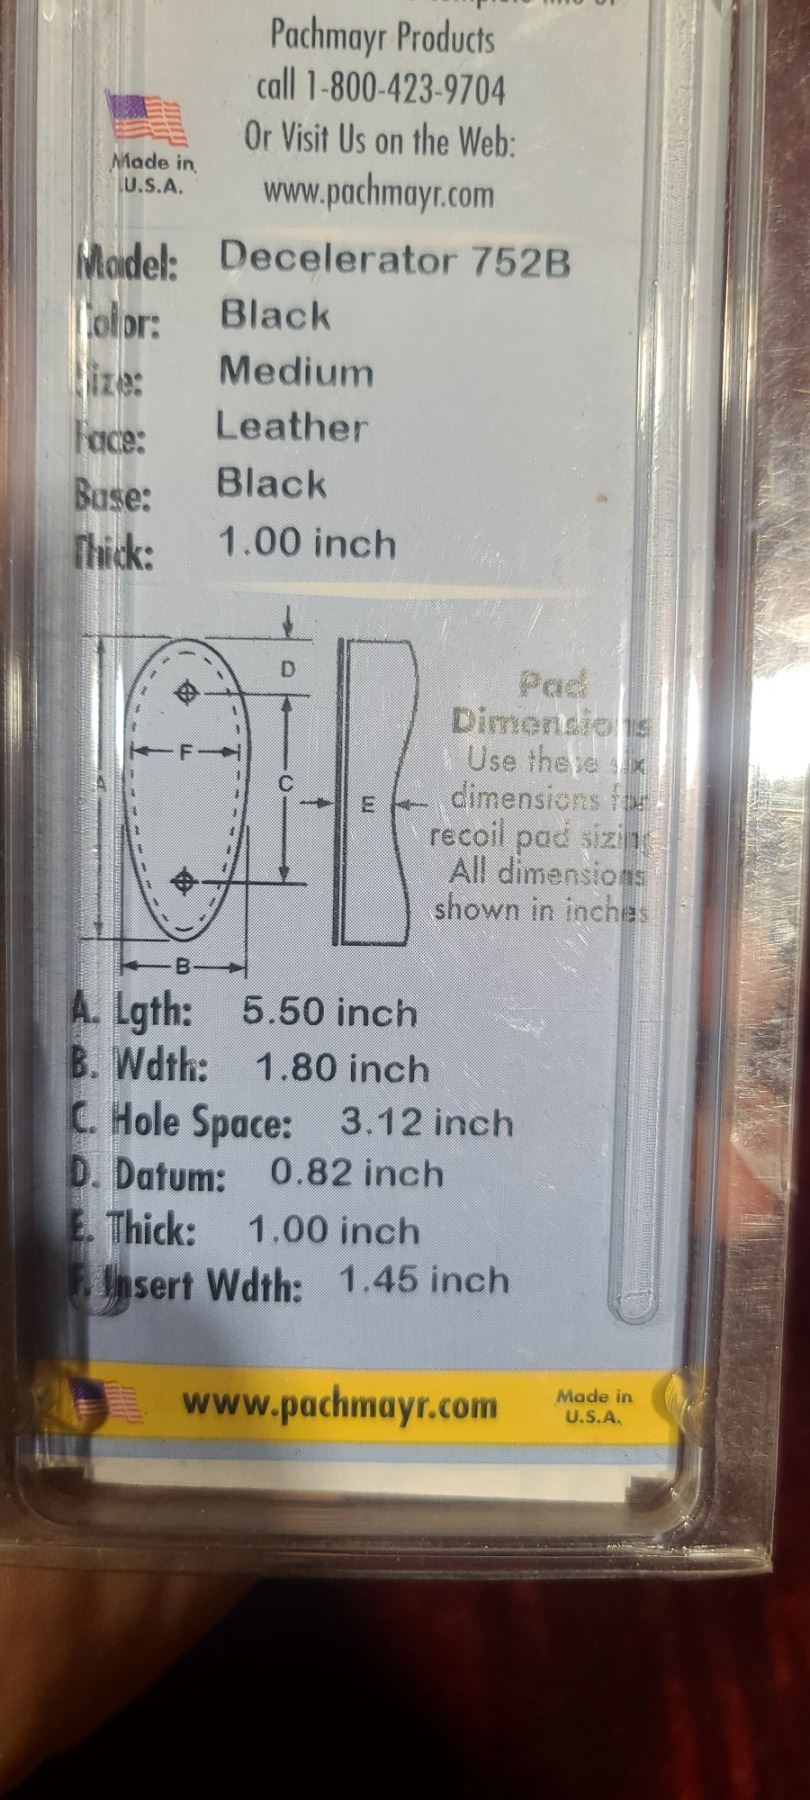 Pachmayr Products
call 1-800-423-9704
Or Visit Us on the Web:
www.pachmayr.com
Made in
U.S.A.
Model: Decelerator 752B
Color: Black
Size: Medium
Face: Leather
Base: Black
Thick: 1.00 inch
D
F
A
C
E
B
Pad
Dimensions
Use these six
dimensions for
recoil pad sizing
All dimensions
shown in inches
A. Lgth: 5.50 inch
B. Wdth: 1.80 inch
C. Hole Space: 3.12 inch
D. Datum: 0.82 inch
E. Thick: 1.00 inch
F. Insert Wdth: 1.45 inch
www.pachmayr.com
Made in
U.S.A.